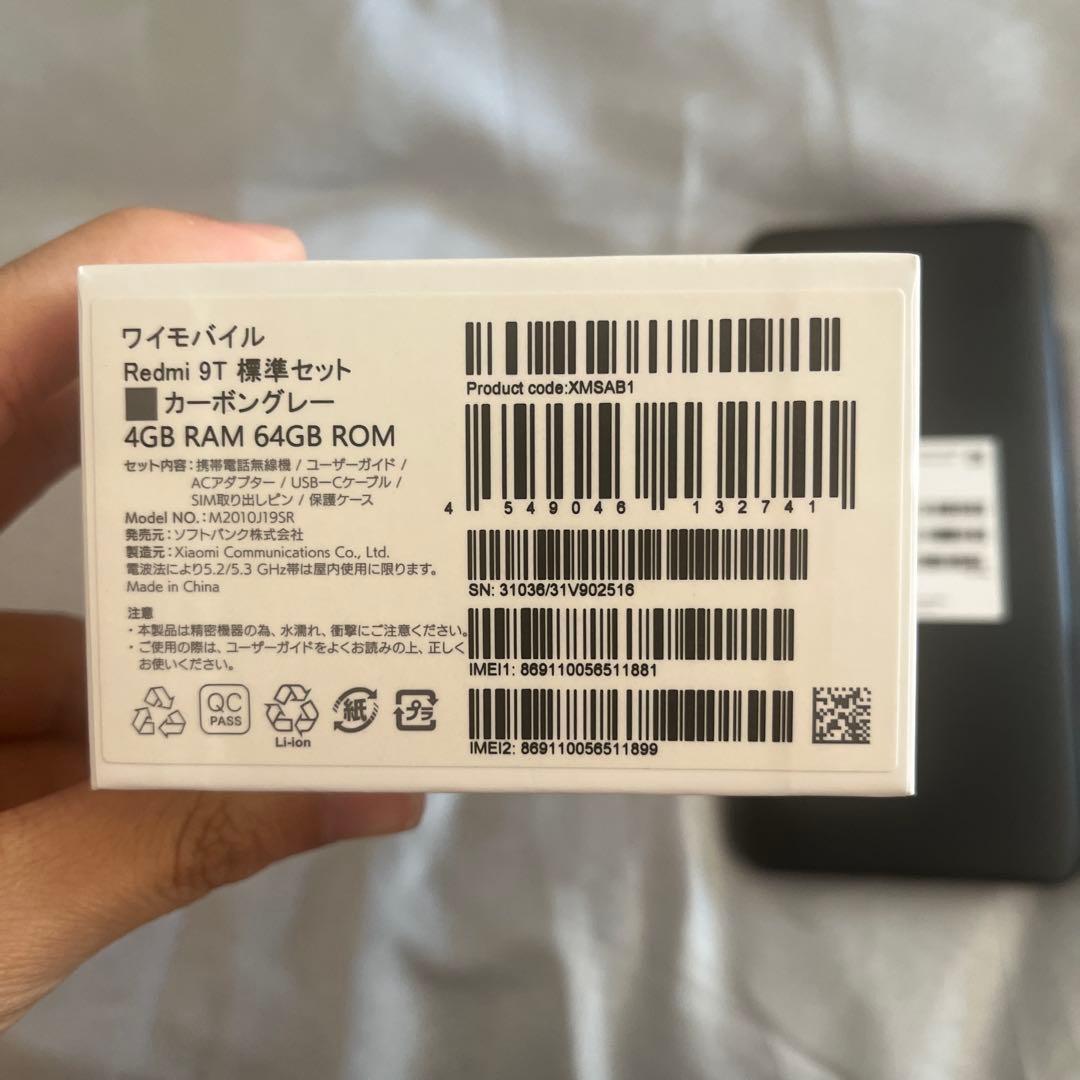 ワイモバイル
Redmi 9T 標準セット
カーボングレー
4GB RAM 64GB ROM
セット内容：携帯電話無線機 / ユーザーガイド /
ACアダプター / USB－Cケーブル /
SIM取り出しピン / 保護ケース
Model NO.：M2010J19SR
発売元：ソフトバンク株式会社
製造元：Xiaomi Communications Co., Ltd.
電波法により5.2/5.3 GHz帯は屋内使用に限ります。
Made in China
注意
・本製品は精密機器の為、水濡れ、衝撃にご注意ください。
・ご使用の際は、ユーザーガイドをよくお読みの上、正しく
お使いください。
QC
PASS
Li-ion
紙
プラ
Product code:XMSAB1
4 549046 132741
SN: 31036/31V902516
IMEI1: 869110056511881
IMEI2: 869110056511899